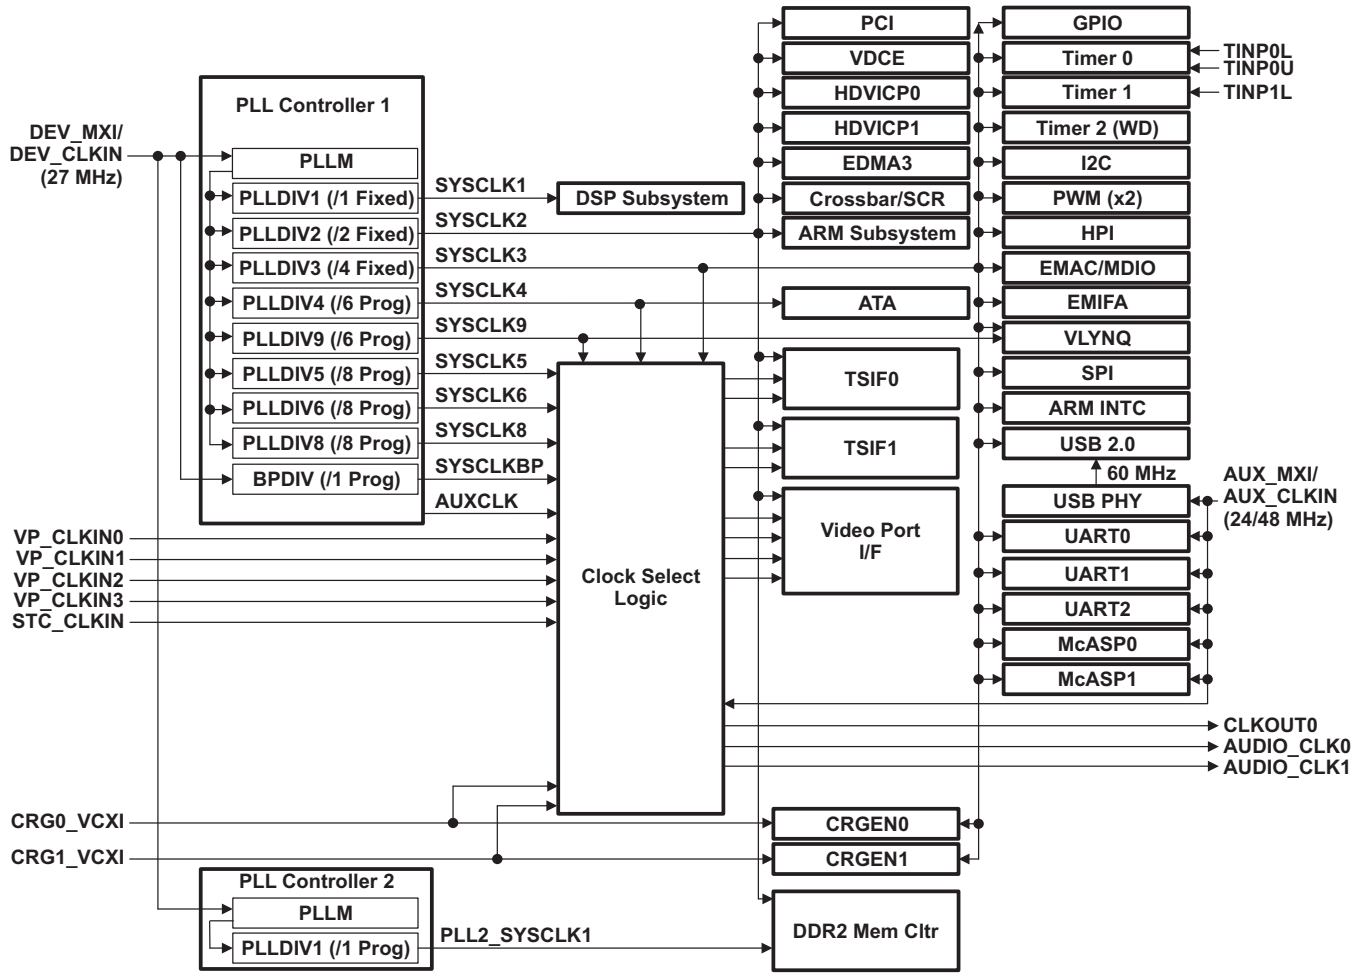 PCI
GPIO
VDCE
Timer 0
TINP0L
TINP0U
PLL Controller 1
HDVICP0
Timer 1
TINP1L
DEV_MXI/
DEV_CLKIN
(27 MHz)
HDVICP1
Timer 2 (WD)
PLLM
EDMA3
I2C
PLLDIV1 (/1 Fixed)
SYSCLK1
DSP Subsystem
Crossbar/SCR
PWM (x2)
PLLDIV2 (/2 Fixed)
SYSCLK2
ARM Subsystem
HPI
PLLDIV3 (/4 Fixed)
SYSCLK3
EMAC/MDIO
PLLDIV4 (/6 Prog)
SYSCLK4
ATA
EMIFA
PLLDIV9 (/6 Prog)
SYSCLK9
VLYNQ
PLLDIV5 (/8 Prog)
SYSCLK5
TSIF0
SPI
PLLDIV6 (/8 Prog)
SYSCLK6
ARM INTC
PLLDIV8 (/8 Prog)
SYSCLK8
TSIF1
USB 2.0
BPDIV (/1 Prog)
SYSCLKBP
60 MHz
AUX_MXI/
AUX_CLKIN
(24/48 MHz)
AUXCLK
USB PHY
VP_CLKIN0
Video Port
I/F
UART0
VP_CLKIN1
VP_CLKIN2
Clock Select
Logic
UART1
VP_CLKIN3
STC_CLKIN
UART2
McASP0
McASP1
CLKOUT0
AUDIO_CLK0
AUDIO_CLK1
CRG0_VCXI
CRGEN0
CRG1_VCXI
CRGEN1
PLL Controller 2
PLLM
PLLDIV1 (/1 Prog)
PLL2_SYSCLK1
DDR2 Mem Cltr